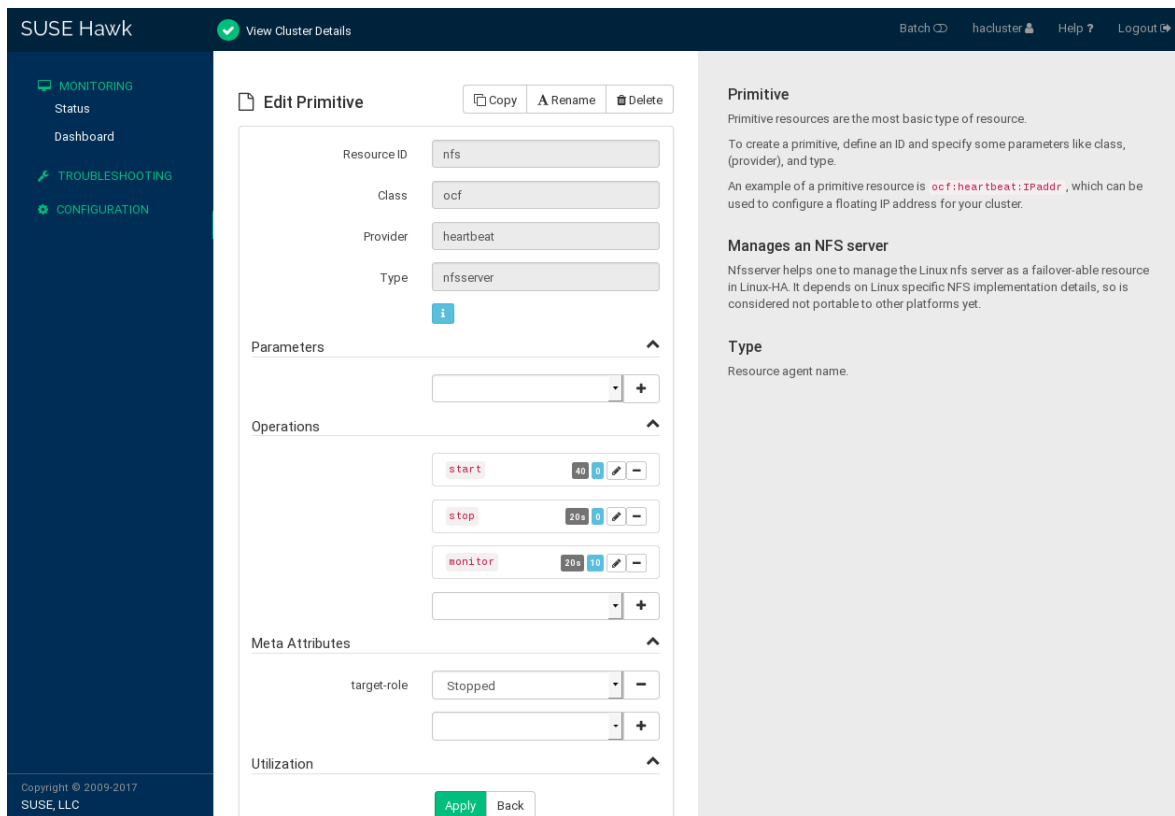 SUSE Hawk
View Cluster Details
Batch
hacluster
Help ?
Logout
MONITORING
Status
Dashboard
TROUBLESHOOTING
CONFIGURATION
Copyright © 2009-2017
SUSE, LLC
Edit Primitive
Copy
Rename
Delete
Resource ID
nfs
Class
ocf
Provider
heartbeat
Type
nfsserver
i
Parameters
Operations
start 40 0
stop 20s 0
monitor 20s 10
Meta Attributes
target-role
Stopped
Utilization
Apply
Back
Primitive
Primitive resources are the most basic type of resource.
To create a primitive, define an ID and specify some parameters like class,
(provider), and type.
An example of a primitive resource is ocf:heartbeat:IPaddr , which can be
used to configure a floating IP address for your cluster.
Manages an NFS server
Nfsserver helps one to manage the Linux nfs server as a failover-able resource
in Linux-HA. It depends on Linux specific NFS implementation details, so is
considered not portable to other platforms yet.
Type
Resource agent name.